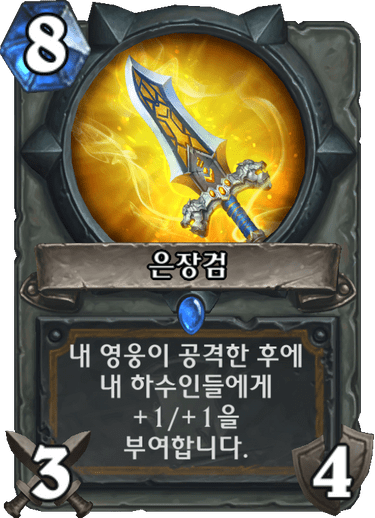 8
은장검
내 영웅이 공격한 후에
내 하수인들에게
+1/+1을
부여합니다.
3
4